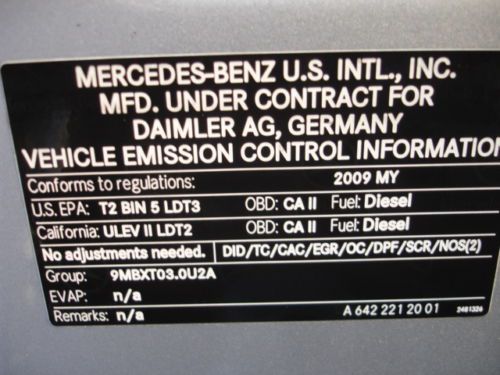 MERCEDES-BENZ U.S. INTL., INC.
MFD. UNDER CONTRACT FOR
DAIMLER AG, GERMANY
VEHICLE EMISSION CONTROL INFORMATION
Conforms to regulations: 2009 MY
U.S. EPA: T2 BIN 5 LDT3 OBD: CA II Fuel: Diesel
California: ULEV II LDT2 OBD: CA II Fuel: Diesel
No adjustments needed. DID/TC/CAC/EGR/OC/DPF/SCR/NOS(2)
Group: 9MBXT03.0U2A
EVAP: n/a
Remarks: n/a A 642 221 20 01 2481326